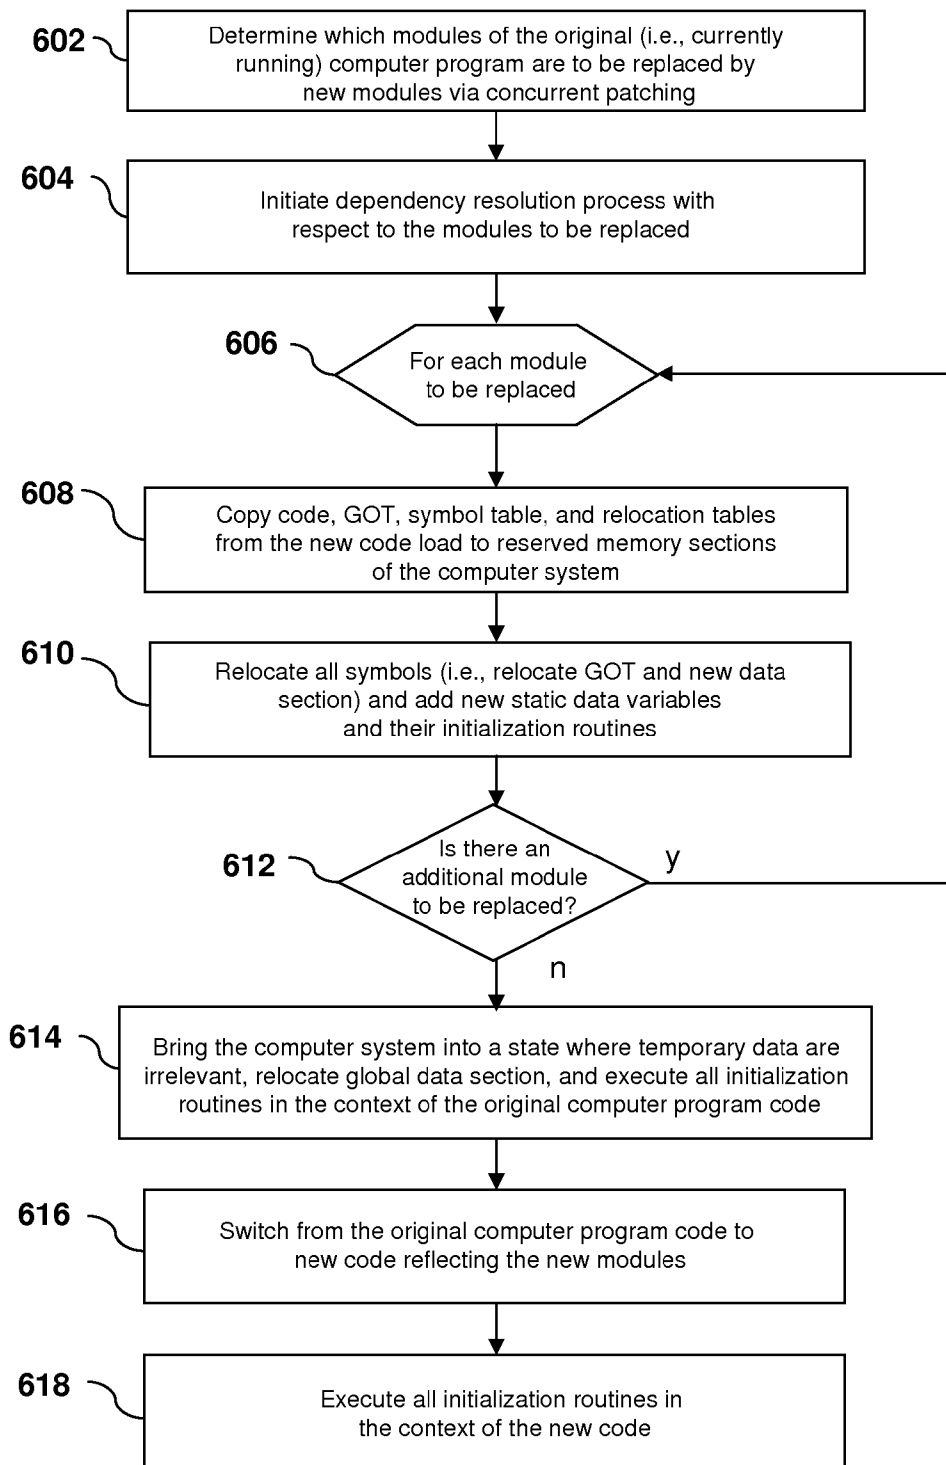 602
Determine which modules of the original (i.e., currently
running) computer program are to be replaced by
new modules via concurrent patching
604
Initiate dependency resolution process with
respect to the modules to be replaced
606
For each module
to be replaced
608
Copy code, GOT, symbol table, and relocation tables
from the new code load to reserved memory sections
of the computer system
610
Relocate all symbols (i.e., relocate GOT and new data
section) and add new static data variables
and their initialization routines
612
Is there an
additional module
to be replaced?
y
n
614
Bring the computer system into a state where temporary data are
irrelevant, relocate global data section, and execute all initialization
routines in the context of the original computer program code
616
Switch from the original computer program code to
new code reflecting the new modules
618
Execute all initialization routines in
the context of the new code